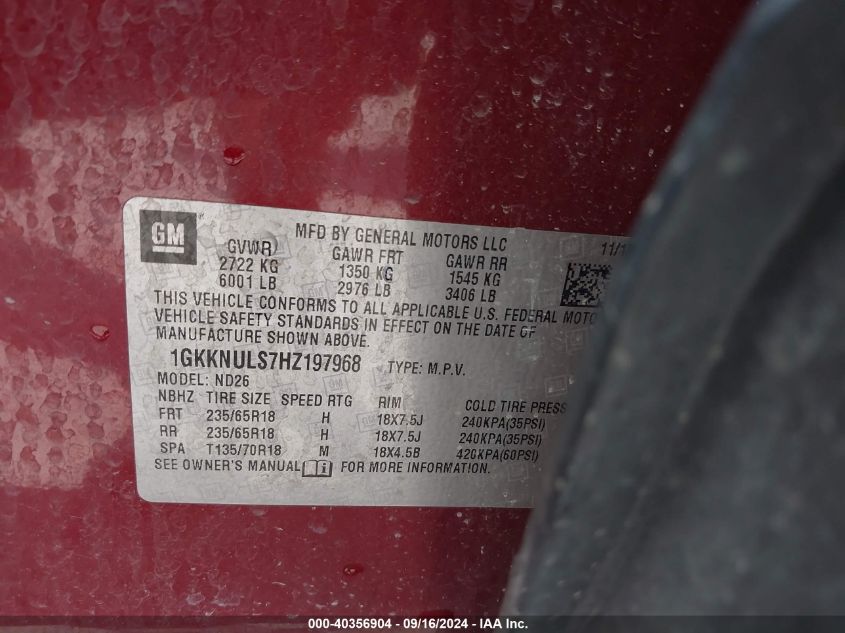 GM
MFD BY GENERAL MOTORS LLC
GVWR GAWR FRT GAWR RR
2722 KG 1350 KG 1545 KG
6001 LB 2976 LB 3406 LB
THIS VEHICLE CONFORMS TO ALL APPLICABLE U.S. FEDERAL
VEHICLE SAFETY STANDARDS IN EFFECT ON THE DATE OF
MANUFACTURE SHOWN ABOVE.
1GKKNULS7HZ197968 TYPE: M.P.V.
MODEL: ND26
NBHZ TIRE SIZE SPEED RTG RIM COLD TIRE
FRT 235/65R18 H 18X7.5J 240KPA(35PSI)
RR 235/65R18 H 18X7.5J 240KPA(35PSI)
SPA T135/70R18 M 18X4.5B 420KPA(60PSI)
SEE OWNER'S MANUAL FOR MORE INFORMATION.
000-40356904 - 09/16/2024 - IAA Inc.